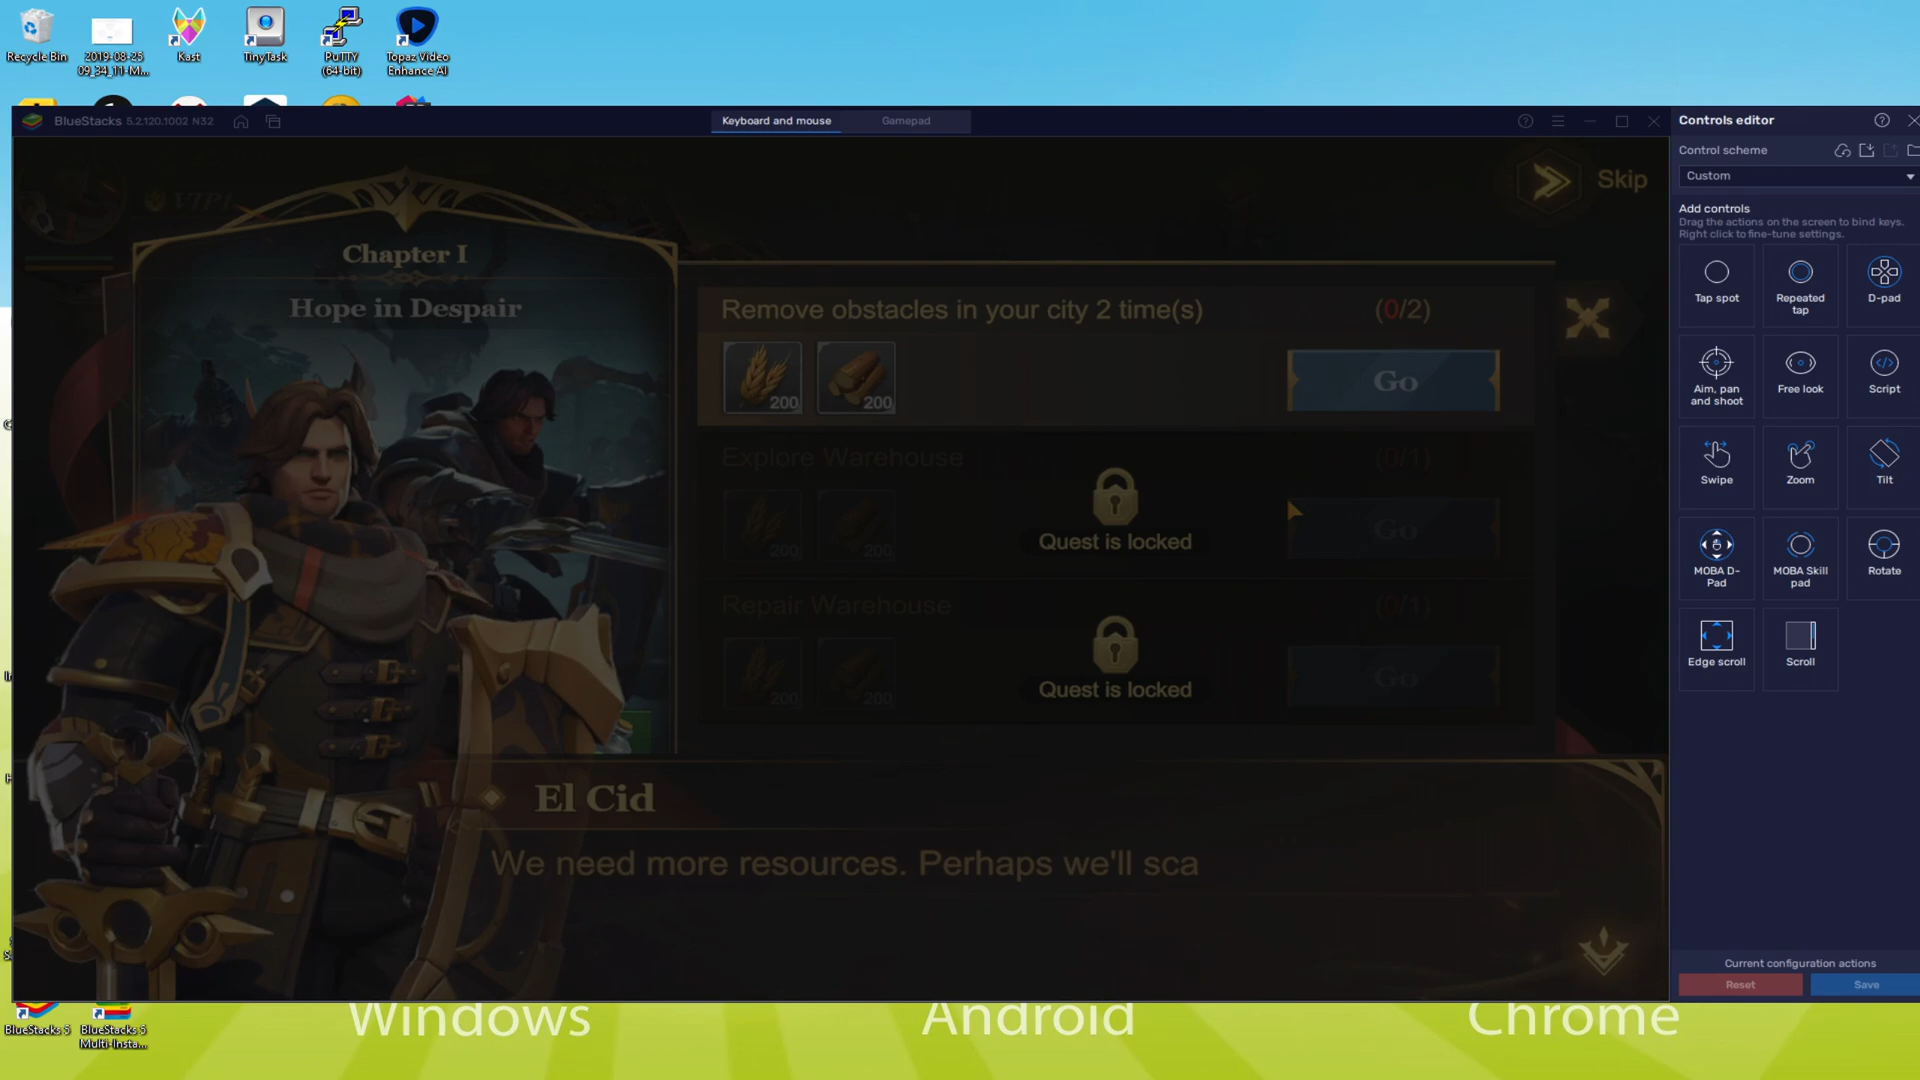 Recycle Bin
2019-08-25
09_34_11-M...
Kast
TinyTask
PuTTY
(64-bit)
Topaz Video
Enhance AI
BlueStacks 5.2.120.1002 N32
Keyboard and mouse
Gamepad
Controls editor
Control scheme
Custom
Add controls
Drag the actions on the screen to bind keys.
Right click to fine-tune settings.
Tap spot
Repeated
tap
D-pad
Aim, pan
and shoot
Free look
Script
Swipe
Zoom
Tilt
MOBA D-
Pad
MOBA Skill
pad
Rotate
Edge scroll
Scroll
Current configuration actions
Reset
Save
Skip
Chapter I
Hope in Despair
Remove obstacles in your city 2 time(s)
(0/2)
200
200
Go
Explore Warehouse
(0/1)
200
200
Quest is locked
Go
Repair Warehouse
(0/1)
200
200
Quest is locked
Go
El Cid
We need more resources. Perhaps we'll sca
BlueStacks 5
BlueStacks 5
Multi-Insta...
Windows
Android
Chrome